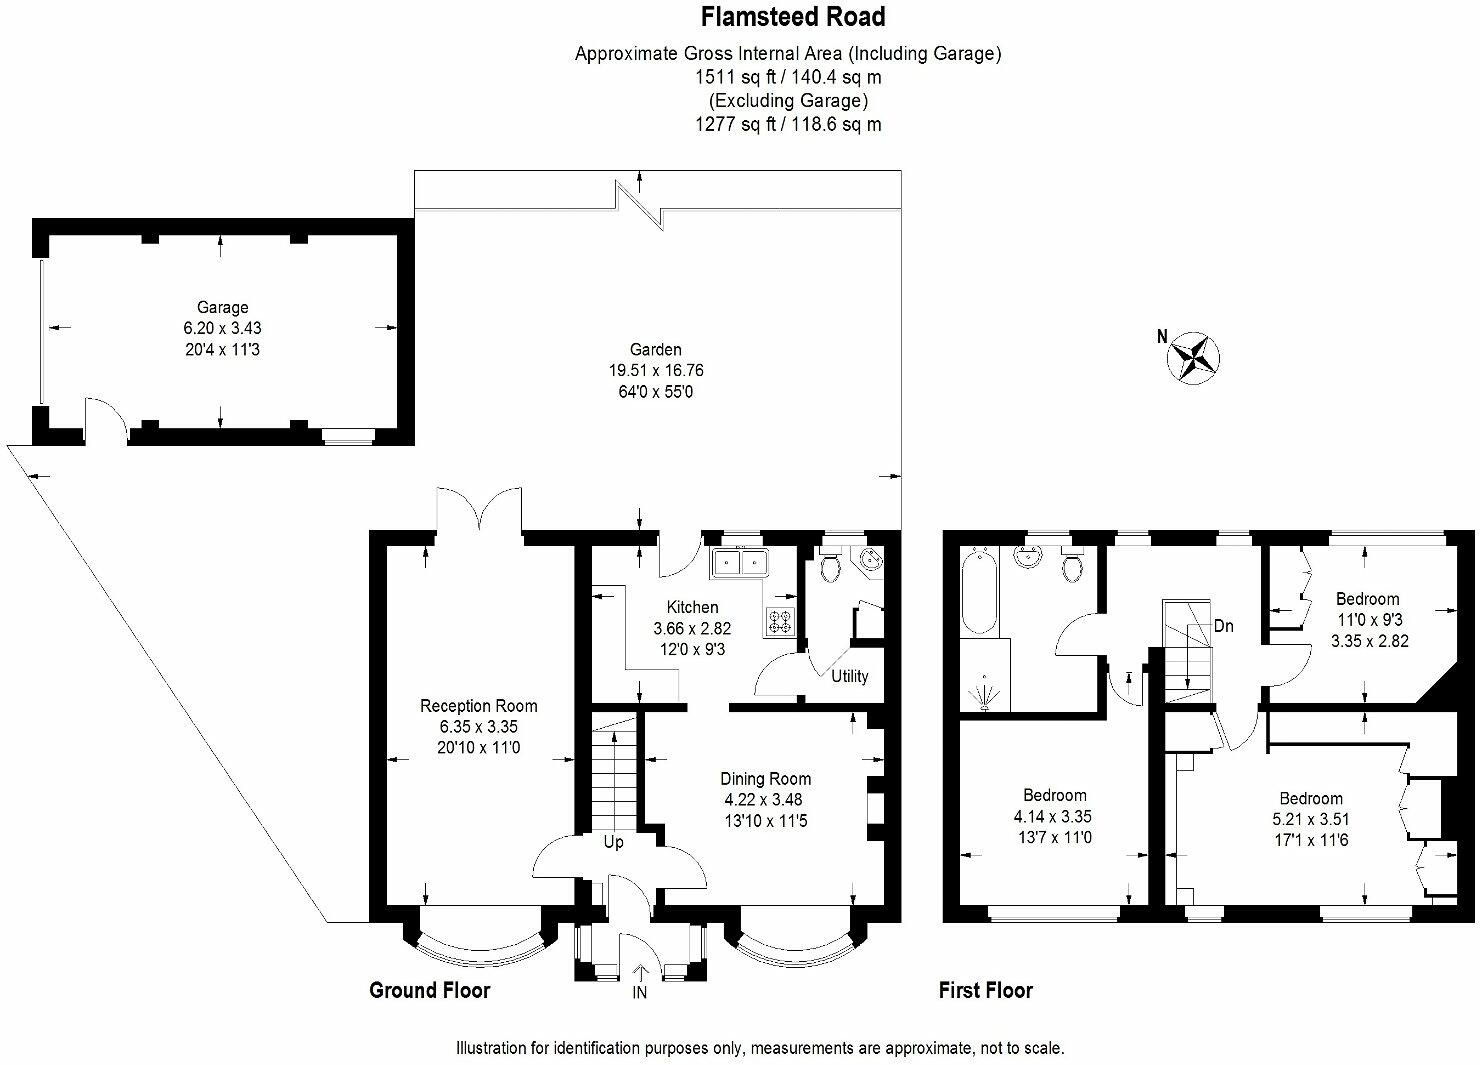 Flamsteed Road
Approximate Gross Internal Area (Including Garage)
1511 sq ft / 140.4 sq m
(Excluding Garage)
1277 sq ft / 118.6 sq m
Garage
6.20 x 3.43
20'4 x 11'3
Garden
19.51 x 16.76
64'0 x 55'0
N
Kitchen
3.66 x 2.82
12'0 x 9'3
Utility
Reception Room
6.35 x 3.35
20'10 x 11'0
Dining Room
4.22 x 3.48
13'10 x 11'5
Up
IN
Dn
Bedroom
11'0 x 9'3
3.35 x 2.82
Bedroom
4.14 x 3.35
13'7 x 11'0
Bedroom
5.21 x 3.51
17'1 x 11'6
Ground Floor
First Floor
Illustration for identification purposes only, measurements are approximate, not to scale.